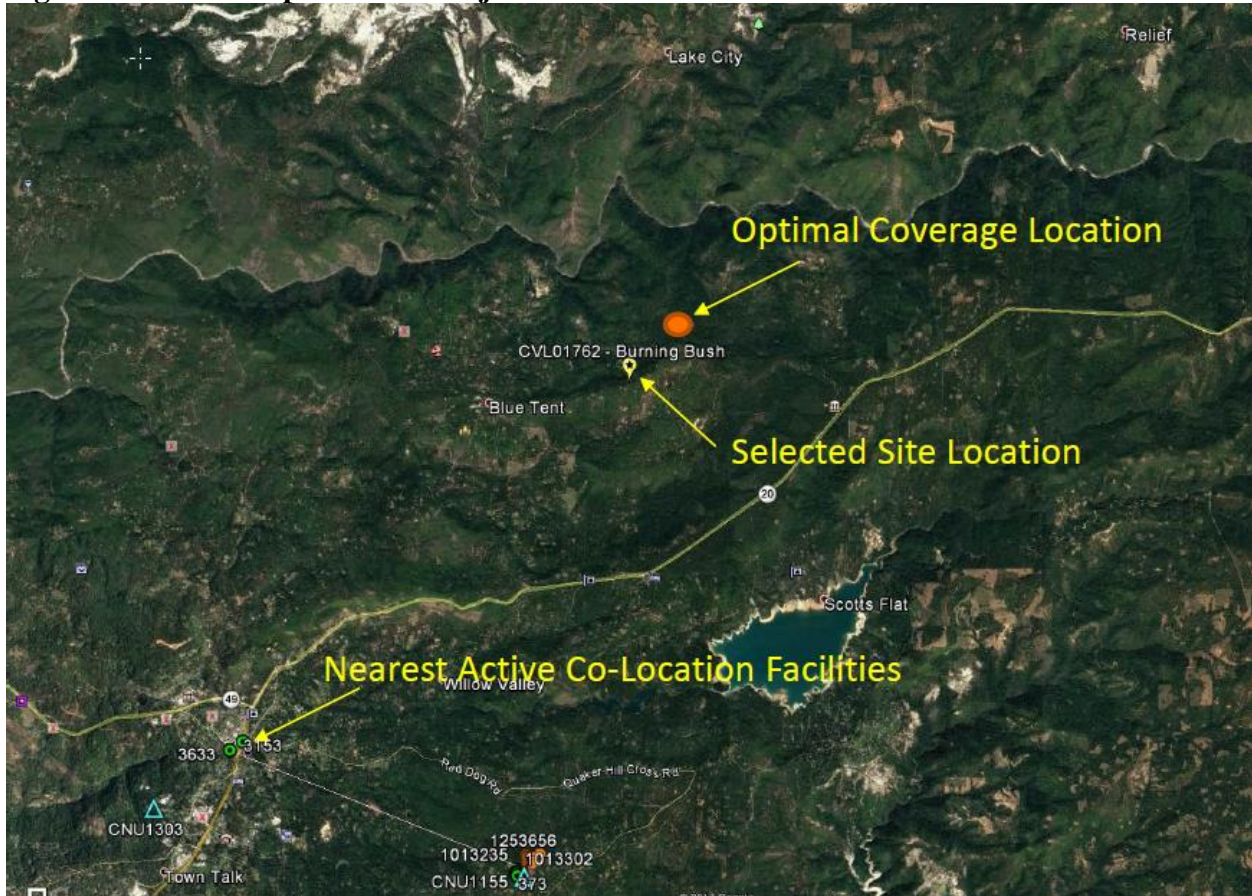 Lake City
Relief
Optimal Coverage Location
CVL01762 - Burning Bush
Blue Tent
Selected Site Location
20
Scotts Flat
Nearest Active Co-Location Facilities
Willow Valley
49
3633
3153
Red Dog Rd
Quaker Hill Cross Rd
CNU1303
1253656
1013235
1013302
Town Talk
CNU1155
373